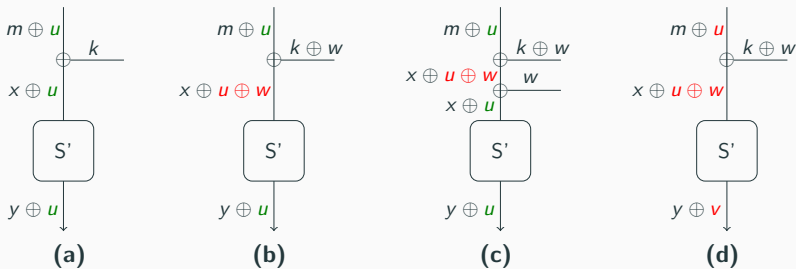 m ⊕ u
k
x ⊕ u
S'
y ⊕ u
(a)
m ⊕ u
k ⊕ w
x ⊕ u ⊕ w
S'
y ⊕ u
(b)
m ⊕ u
k ⊕ w
x ⊕ u ⊕ w
w
x ⊕ u
S'
y ⊕ u
(c)
m ⊕ u
k ⊕ w
x ⊕ u ⊕ w
S'
y ⊕ v
(d)